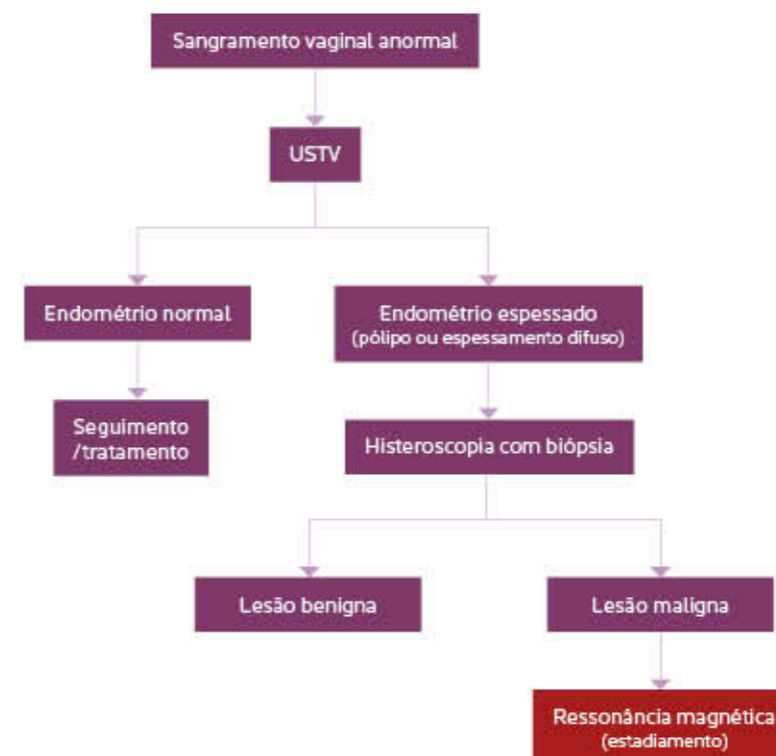 Sangramento vaginal anormal
USTV
Endométrio normal
Endométrio espessado
(pólipo ou espessamento difuso)
Seguimento
/tratamento
Histeroscopia com biópsia
Lesão benigna
Lesão maligna
Ressonância magnética
(estadiamento)